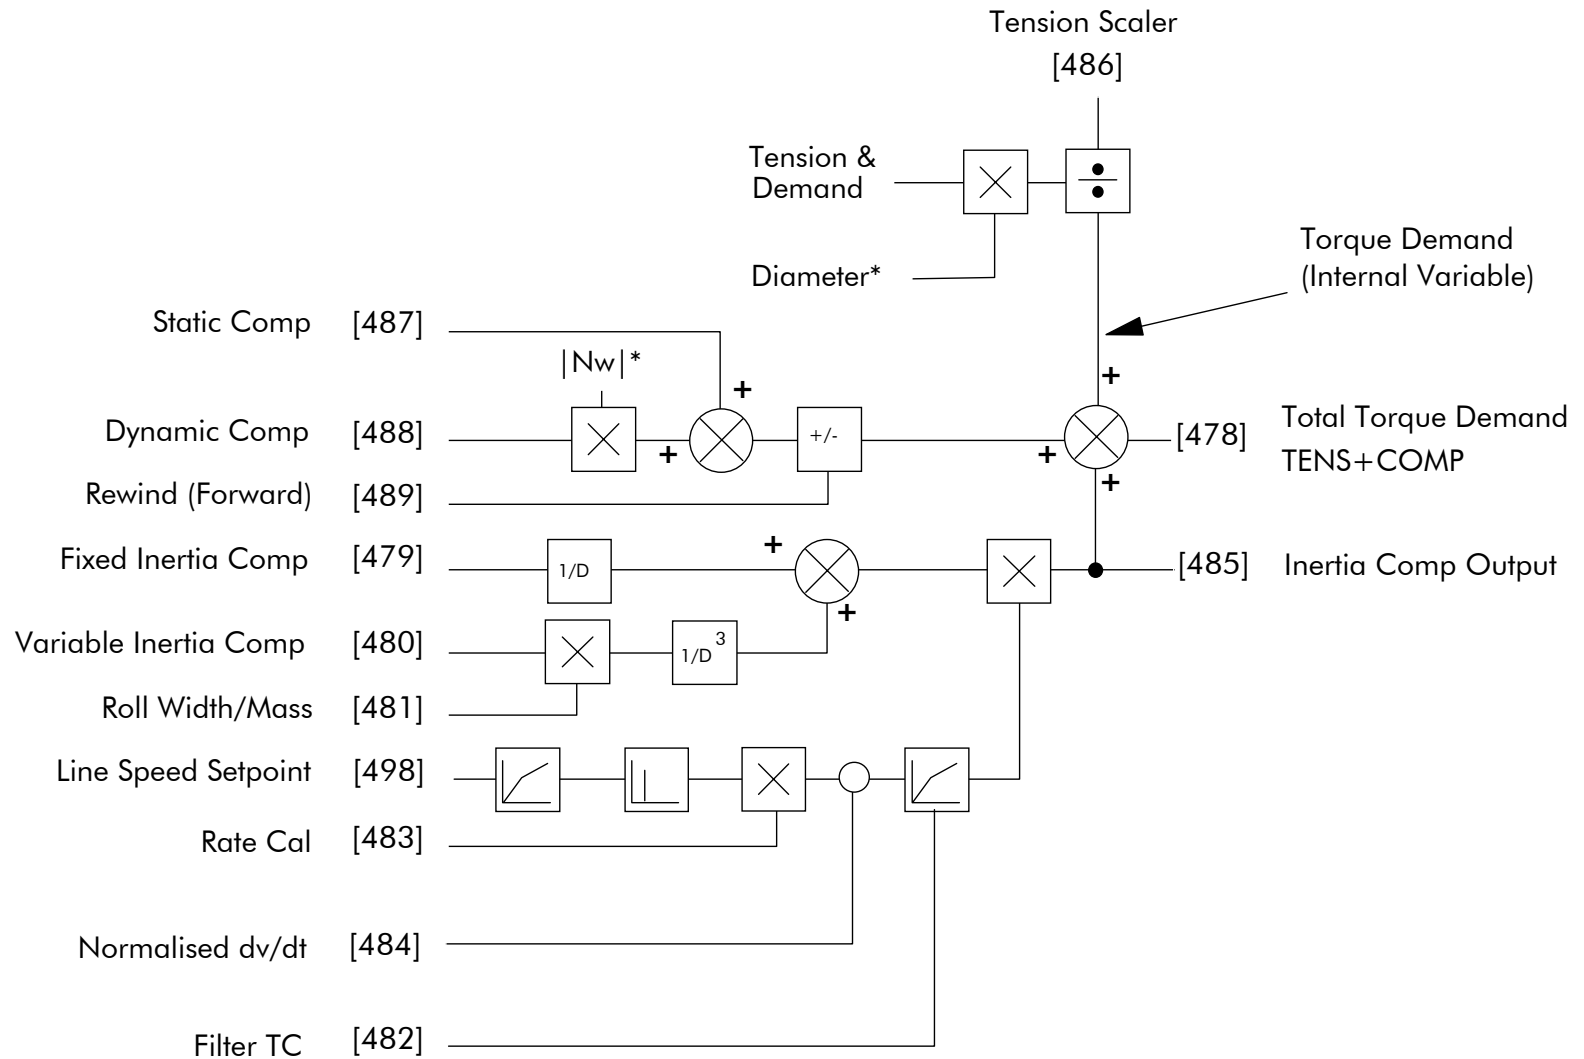 Tension Scaler
[486]
Tension &
Demand
Torque Demand
(Internal Variable)
Diameter*
Static Comp [487]
|Nw|*
+
+
Dynamic Comp [488]
+/-
[478] Total Torque Demand
+
+
TENS+COMP
+
Rewind (Forward) [489]
+
Fixed Inertia Comp [479]
1/D
[485] Inertia Comp Output
+
Variable Inertia Comp [480]
1/D 3
Roll Width/Mass [481]
Line Speed Setpoint [498]
Rate Cal [483]
Normalised dv/dt [484]
Filter TC [482]